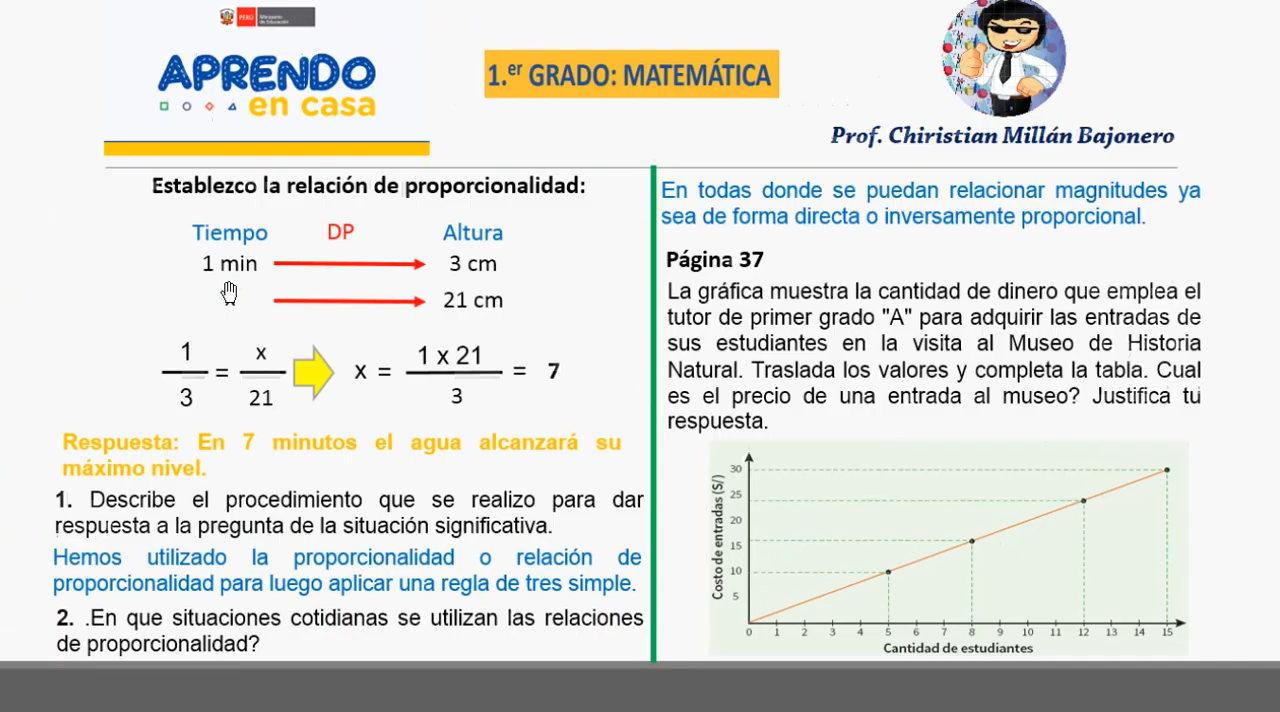 PERÚ Ministerio de Educación
APRENDO
en casa
1.er GRADO: MATEMÁTICA
Prof. Chiristian Millán Bajonero
Establezco la relación de proporcionalidad:
Tiempo DP Altura
1 min 3 cm
21 cm
1 x 1 x 21
= x = = 7
3 21 3
Respuesta: En 7 minutos el agua alcanzará su
máximo nivel.
1. Describe el procedimiento que se realizo para dar
respuesta a la pregunta de la situación significativa.
Hemos utilizado la proporcionalidad o relación de
proporcionalidad para luego aplicar una regla de tres simple.
2. .En que situaciones cotidianas se utilizan las relaciones
de proporcionalidad?
En todas donde se puedan relacionar magnitudes ya
sea de forma directa o inversamente proporcional.
Página 37
La gráfica muestra la cantidad de dinero que emplea el
tutor de primer grado "A" para adquirir las entradas de
sus estudiantes en la visita al Museo de Historia
Natural. Traslada los valores y completa la tabla. Cual
es el precio de una entrada al museo? Justifica tu
respuesta.
Costo de entradas (S/)
30
25
20
15
10
5
0 1 2 3 4 5 6 7 8 9 10 11 12 13 14 15
Cantidad de estudiantes